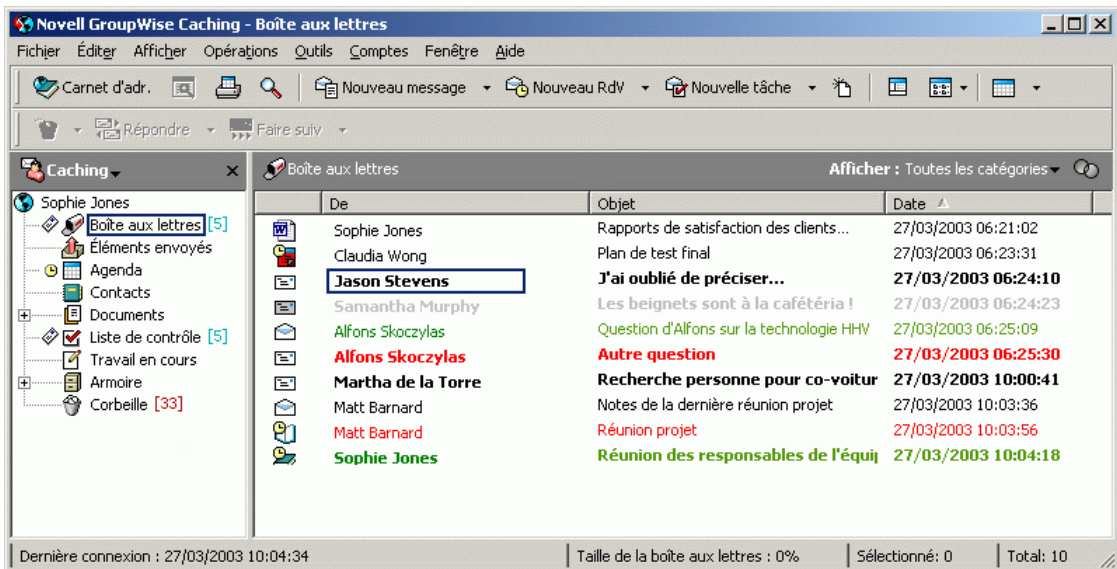 Novell GroupWise Caching - Boîte aux lettres
Fichier Éditer Afficher Opérations Outils Comptes Fenêtre Aide
Carnet d'adr. Nouveau message Nouveau RdV Nouvelle tâche
Répondre Faire suiv
Caching
Boîte aux lettres Afficher : Toutes les catégories
Sophie Jones
Boîte aux lettres [5]
Éléments envoyés
Agenda
Contacts
Documents
Liste de contrôle [5]
Travail en cours
Armoire
Corbeille [33]
De Objet Date
Sophie Jones Rapports de satisfaction des clients... 27/03/2003 06:21:02
Claudia Wong Plan de test final 27/03/2003 06:23:31
Jason Stevens J'ai oublié de préciser... 27/03/2003 06:24:10
Samantha Murphy Les beignets sont à la cafétéria ! 27/03/2003 06:24:23
Alfons Skoczylas Question d'Alfons sur la technologie HHV 27/03/2003 06:25:09
Alfons Skoczylas Autre question 27/03/2003 06:25:30
Martha de la Torre Recherche personne pour co-voitur 27/03/2003 10:00:41
Matt Barnard Notes de la dernière réunion projet 27/03/2003 10:03:36
Matt Barnard Réunion projet 27/03/2003 10:03:56
Sophie Jones Réunion des responsables de l'équi 27/03/2003 10:04:18
Dernière connexion : 27/03/2003 10:04:34 Taille de la boîte aux lettres : 0% Sélectionné: 0 Total: 10